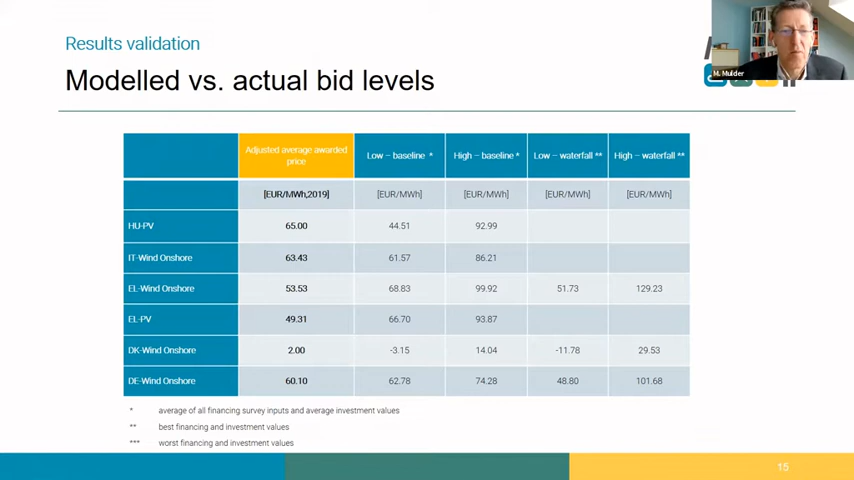 Results validation
Modelled vs. actual bid levels
M. Mulder
Adjusted average awarded price Low – baseline * High – baseline * Low – waterfall ** High – waterfall **
[EUR/MWh,2019] [EUR/MWh] [EUR/MWh] [EUR/MWh] [EUR/MWh]
HU-PV 65.00 44.51 92.99
IT-Wind Onshore 63.43 61.57 86.21
EL-Wind Onshore 53.53 68.83 99.92 51.73 129.23
EL-PV 49.31 66.70 93.87
DK-Wind Onshore 2.00 -3.15 14.04 -11.78 29.53
DE-Wind Onshore 60.10 62.78 74.28 48.80 101.68
* average of all financing survey inputs and average investment values
** best financing and investment values
*** worst financing and investment values
15